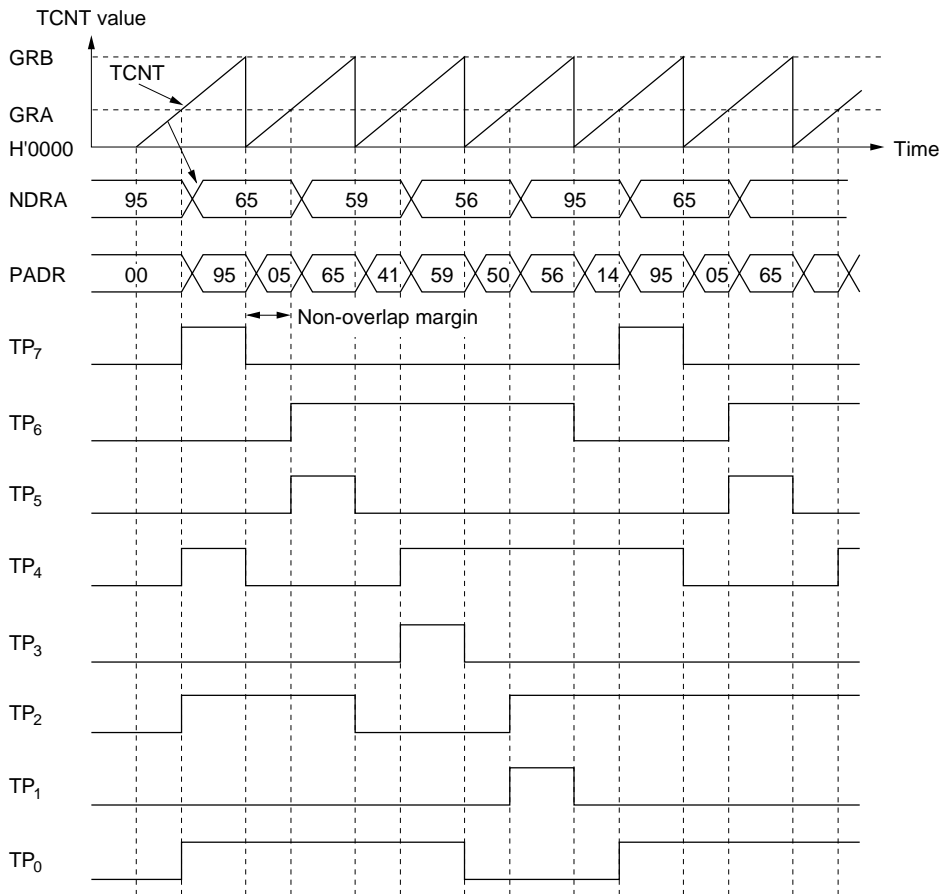 TCNT value
GRB
TCNT
GRA
H'0000
Time
NDRA 95 65 59 56 95 65
PADR 00 95 05 65 41 59 50 56 14 95 05 65
Non-overlap margin
TP7
TP6
TP5
TP4
TP3
TP2
TP1
TP0